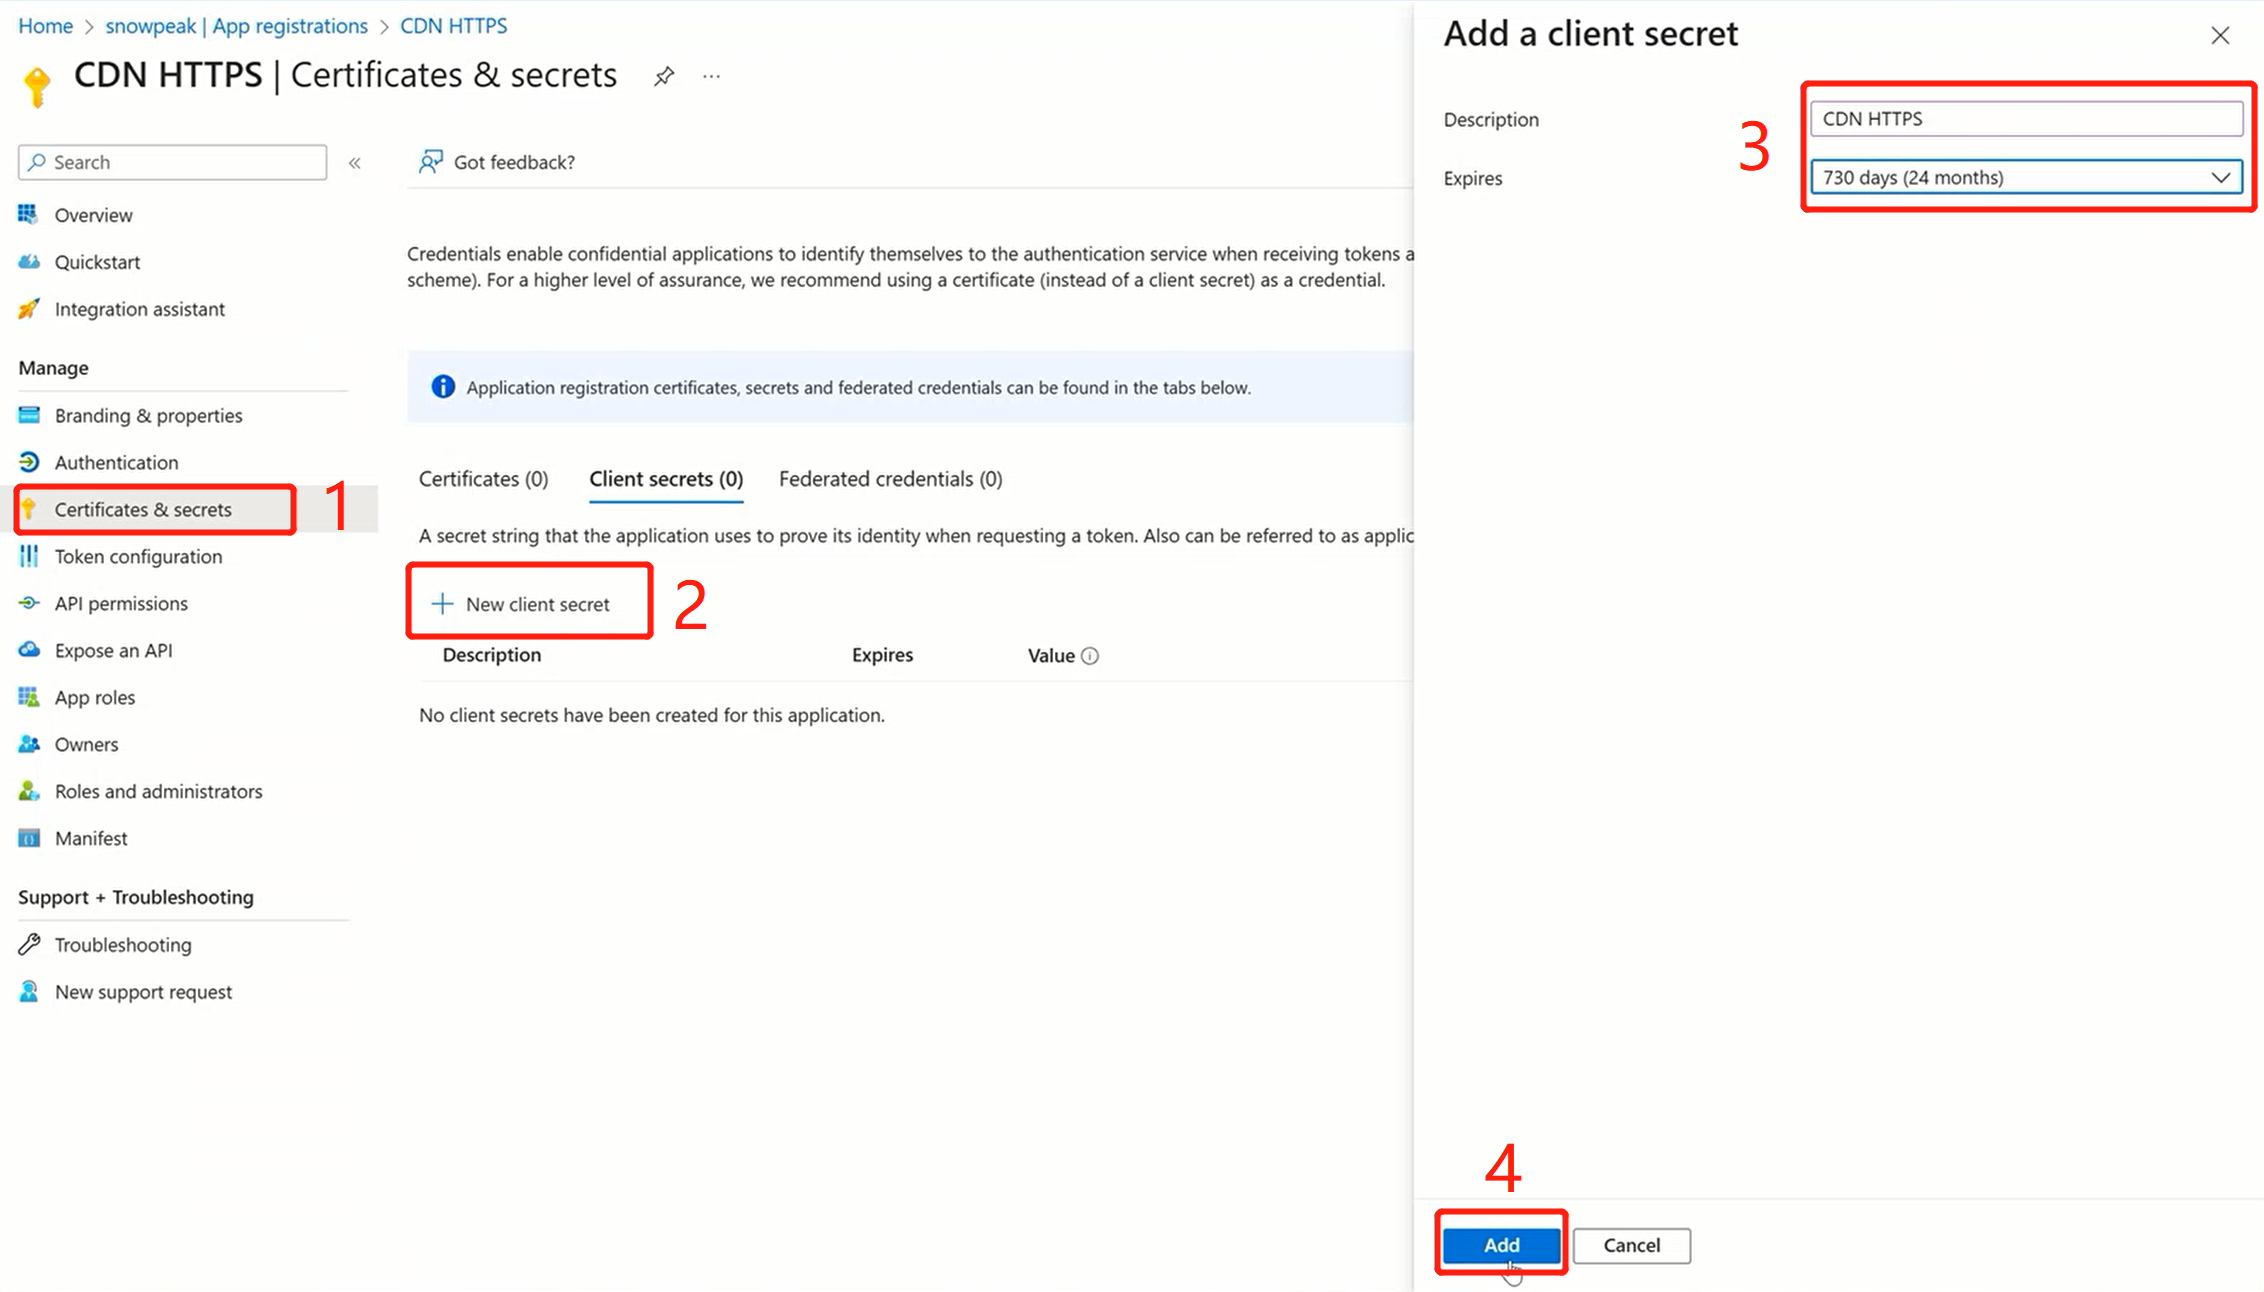 Home > snowpeak | App registrations > CDN HTTPS
CDN HTTPS | Certificates & secrets
Search
Overview
Quickstart
Integration assistant
Manage
Branding & properties
Authentication
Certificates & secrets
1
Token configuration
API permissions
Expose an API
App roles
Owners
Roles and administrators
Manifest
Support + Troubleshooting
Troubleshooting
New support request
Got feedback?
Credentials enable confidential applications to identify themselves to the authentication service when receiving tokens a
scheme). For a higher level of assurance, we recommend using a certificate (instead of a client secret) as a credential.
Application registration certificates, secrets and federated credentials can be found in the tabs below.
Certificates (0) Client secrets (0) Federated credentials (0)
A secret string that the application uses to prove its identity when requesting a token. Also can be referred to as applic
+ New client secret
2
Description Expires Value
No client secrets have been created for this application.
Add a client secret
Description CDN HTTPS
3
Expires 730 days (24 months)
4
Add Cancel